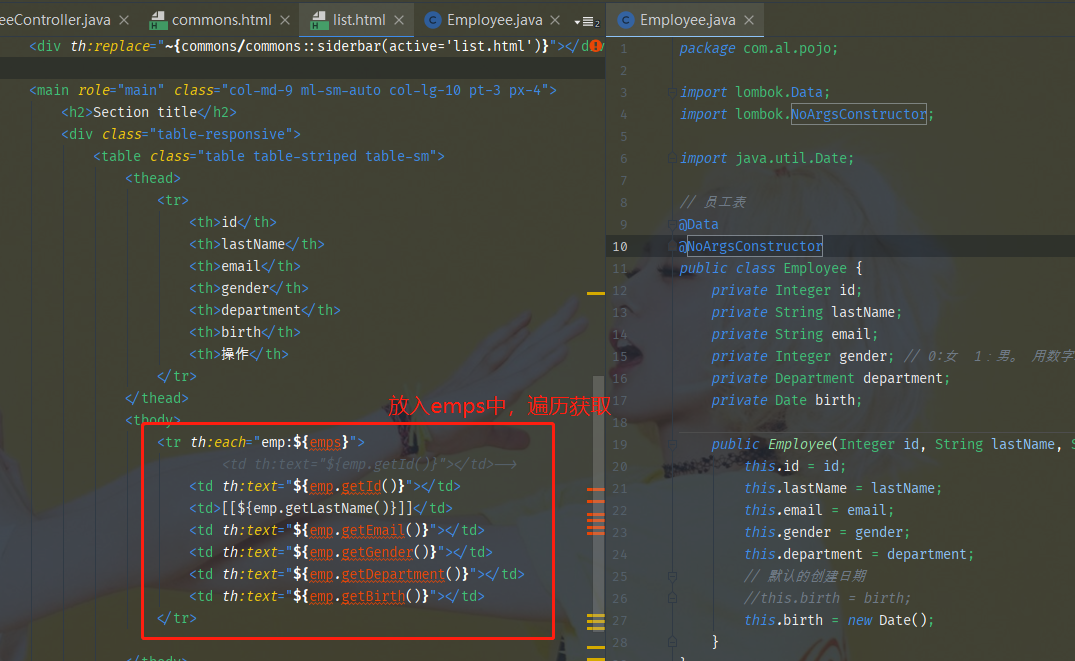 eeController.java
commons.html
list.html
Employee.java
2
Employee.java
<div th:replace="~{commons/commons::siderbar(active='list.html')}"></div>
<main role="main" class="col-md-9 ml-sm-auto col-lg-10 pt-3 px-4">
<h2>Section title</h2>
<div class="table-responsive">
<table class="table table-striped table-sm">
<thead>
<tr>
<th>id</th>
<th>lastName</th>
<th>email</th>
<th>gender</th>
<th>department</th>
<th>birth</th>
<th>操作</th>
</tr>
</thead>
<tbody>
放入emps中，遍历获取
<tr th:each="emp:${emps}">
<td th:text="${emp.getId()}"></td>-->
<td th:text="${emp.getId()}"></td>
<td>[[${emp.getLastName()}]]</td>
<td th:text="${emp.getEmail()}"></td>
<td th:text="${emp.getGender()}"></td>
<td th:text="${emp.getDepartment()}"></td>
<td th:text="${emp.getBirth()}"></td>
</tr>
</tbody>
1 package com.al.pojo;
2
3 import lombok.Data;
4 import lombok.NoArgsConstructor;
5
6 import java.util.Date;
7
8 // 员工表
9 @Data
10 @NoArgsConstructor
11 public class Employee {
12 private Integer id;
13 private String lastName;
14 private String email;
15 private Integer gender; // 0:女 1：男。 用数字
16 private Department department;
17 private Date birth;
18
19 public Employee(Integer id, String lastName, S
20 this.id = id;
21 this.lastName = lastName;
22 this.email = email;
23 this.gender = gender;
24 this.department = department;
25 // 默认的创建日期
26 //this.birth = birth;
27 this.birth = new Date();
28 }